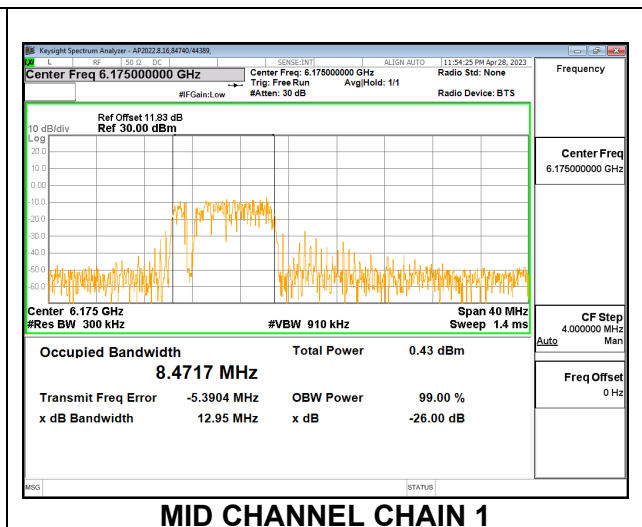 Keysight Spectrum Analyzer - AP2022.8.16,84740/44389,
L RF 50 Ω DC SENSE:INT ALIGN AUTO 11:54:25 PM Apr 28, 2023
Center Freq 6.175000000 GHz
Center Freq: 6.175000000 GHz Radio Std: None
Trig: Free Run Avg|Hold: 1/1
#IFGain:Low #Atten: 30 dB Radio Device: BTS
Frequency
Ref Offset 11.83 dB
10 dB/div Ref 30.00 dBm
Log
20.0
10.0
0.00
-10.0
-20.0
-30.0
-40.0
-50.0
-60.0
Center 6.175 GHz Span 40 MHz
#Res BW 300 kHz #VBW 910 kHz Sweep 1.4 ms
Occupied Bandwidth Total Power 0.43 dBm
8.4717 MHz
Transmit Freq Error -5.3904 MHz OBW Power 99.00 %
x dB Bandwidth 12.95 MHz x dB -26.00 dB
Center Freq
6.175000000 GHz
CF Step
4.000000 MHz
Auto Man
Freq Offset
0 Hz
MSG STATUS
MID CHANNEL CHAIN 1